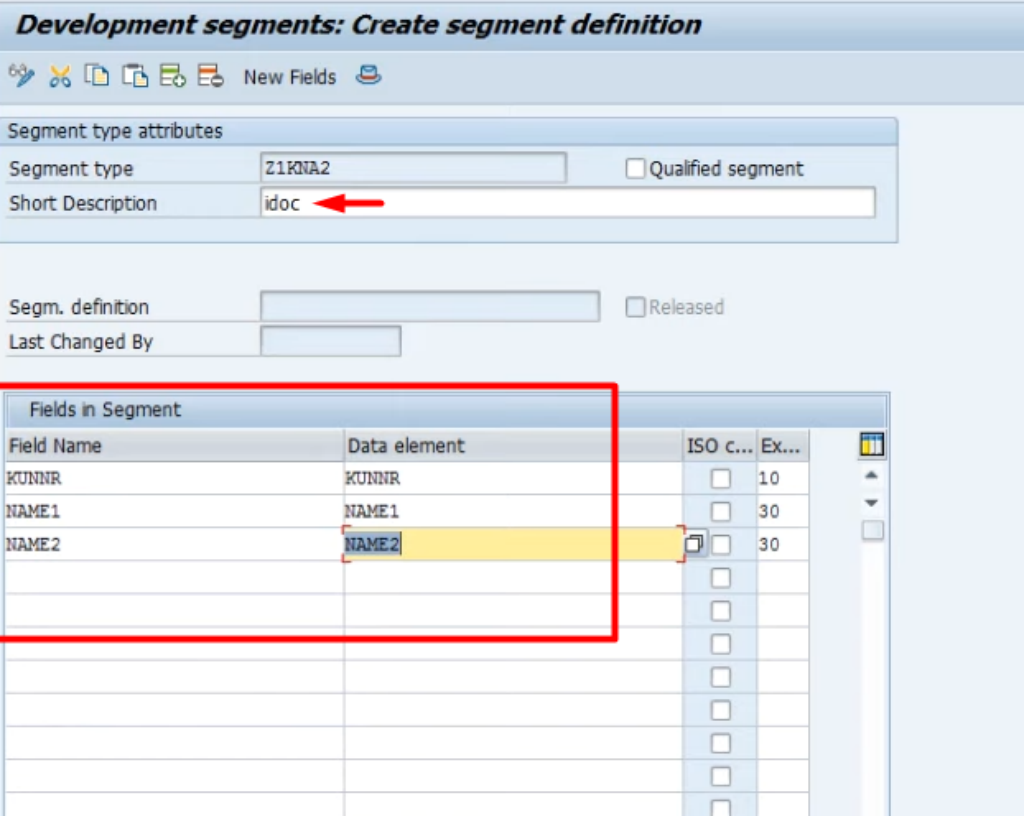 Development segments: Create segment definition
New Fields
Segment type attributes
Segment type Z1KNA2 Qualified segment
Short Description idoc
Segm. definition Released
Last Changed By
Fields in Segment
Field Name Data element ISO c... Ex...
KUNNR KUNNR 10
NAME1 NAME1 30
NAME2 NAME2 30